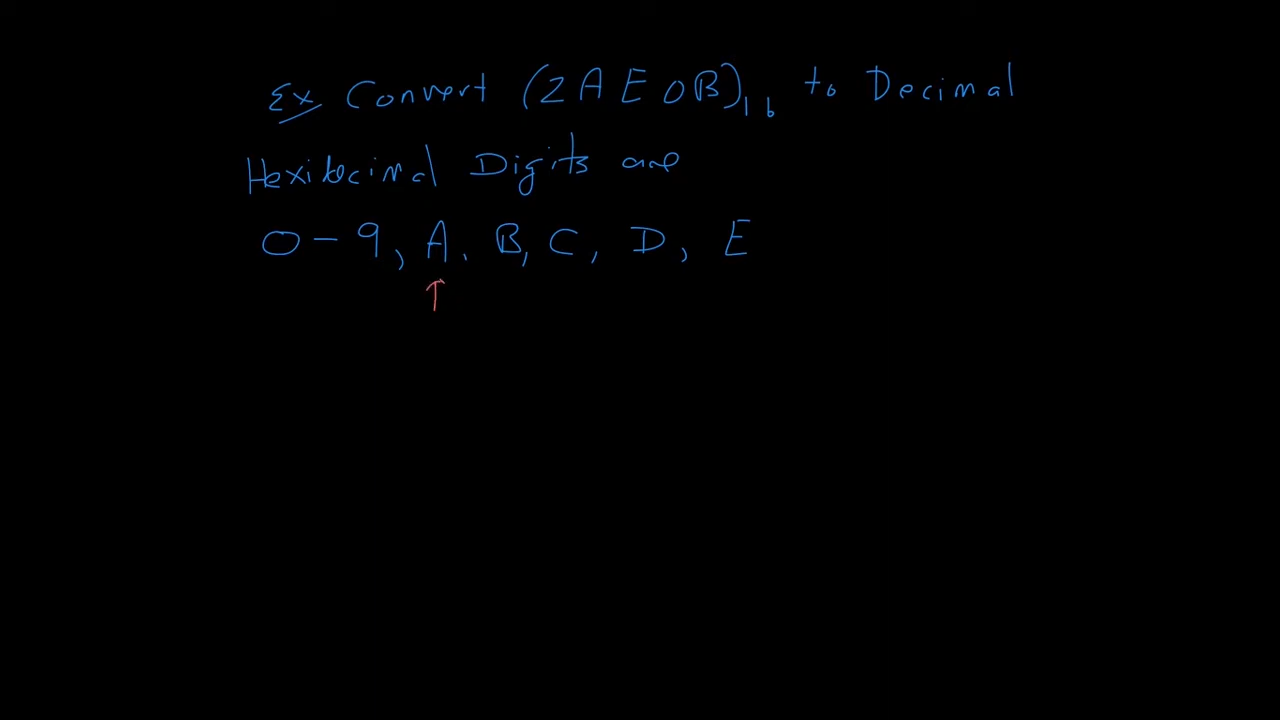 Ex Convert (2AE0B)16 to Decimal
Hexidecimal Digits are
0 - 9, A, B, C, D, E